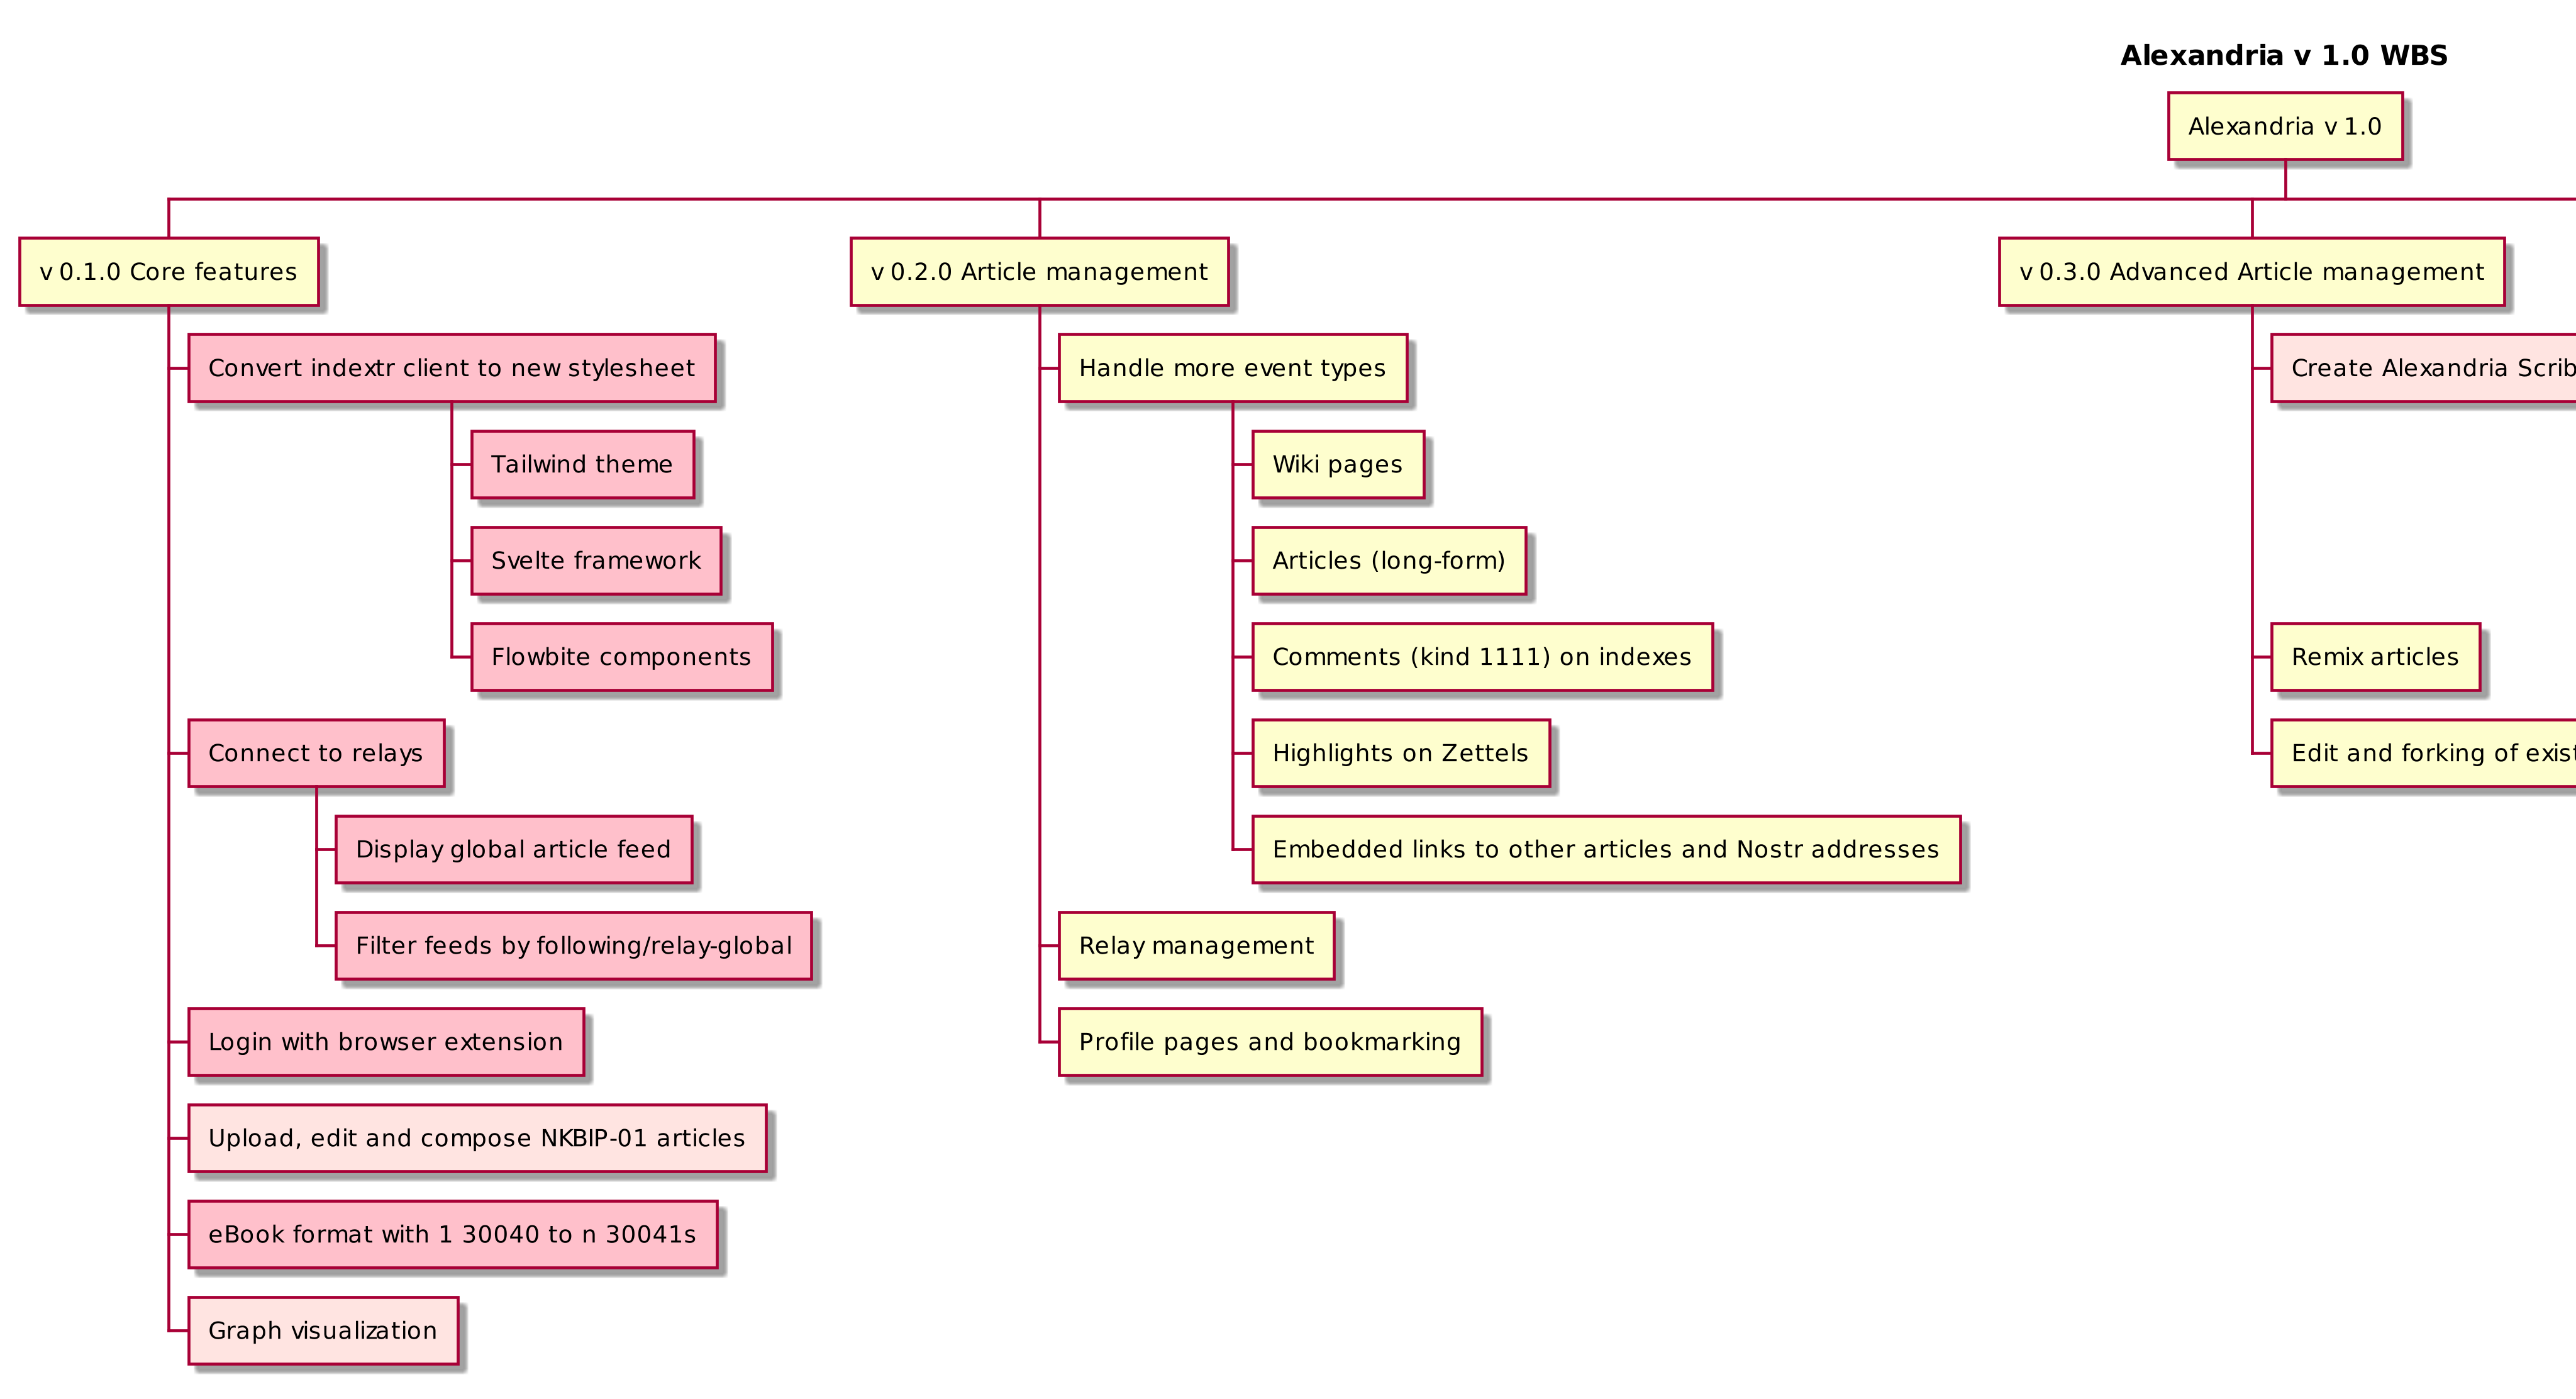 Alexandria v 1.0 WBS
Alexandria v 1.0
v 0.1.0 Core features
Convert indextr client to new stylesheet
Tailwind theme
Svelte framework
Flowbite components
Connect to relays
Display global article feed
Filter feeds by following/relay-global
Login with browser extension
Upload, edit and compose NKBIP-01 articles
eBook format with 1 30040 to n 30041s
Graph visualization
v 0.2.0 Article management
Handle more event types
Wiki pages
Articles (long-form)
Comments (kind 1111) on indexes
Highlights on Zettels
Embedded links to other articles and Nostr addresses
Relay management
Profile pages and bookmarking
v 0.3.0 Advanced Article management
Create Alexandria
Remix articles
Edit and forking of